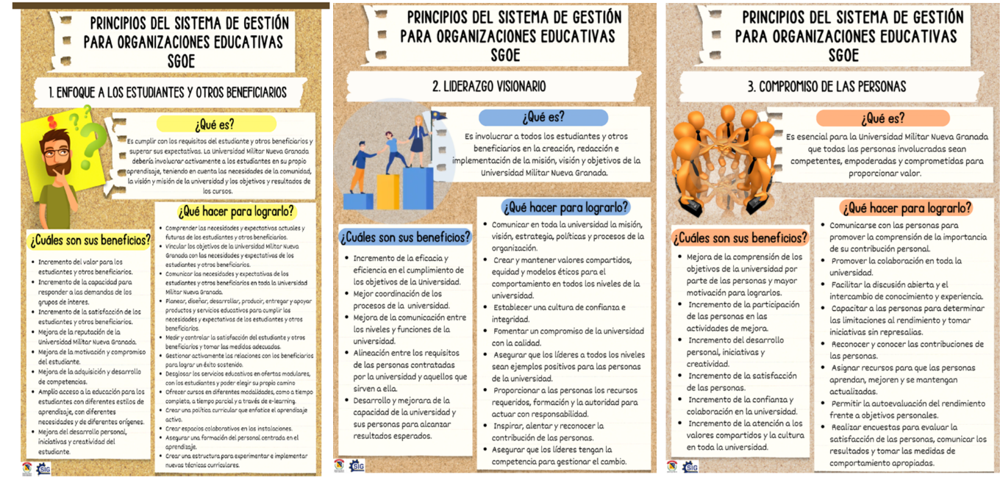 PRINCIPIOS DEL SISTEMA DE GESTIÓN
PARA ORGANIZACIONES EDUCATIVAS
SGOE
1. ENFOQUE A LOS ESTUDIANTES Y OTROS BENEFICIARIOS
¿Qué es?
Es cumplir con los requisitos del estudiante y otros beneficiarios y
superar sus expectativas. La Universidad Militar Nueva Granada
debería involucrar activamente a los estudiantes en su propio
aprendizaje, teniendo en cuenta las necesidades de la comunidad,
la visión y misión de la universidad y los objetivos y resultados de
los cursos.
¿Cuáles son sus beneficios?
• Incremento del valor para los
estudiantes y otros beneficiarios.
• Incremento de la capacidad para
responder a las demandas de los
grupos de interes.
• Incremento de la satisfacción de los
estudiantes y otros beneficiarios.
• Mejora de la reputación de la
Universidad Militar Nueva Granada.
• Mejora de la motivación y compromiso
del estudiante.
• Mejora de la adquisición y desarrollo
de competencias.
• Amplio acceso a la educación para los
estudiantes con diferentes estilos de
aprendizaje, con diferentes
necesidades y de diferentes orígenes.
• Mejora del desarrollo personal,
iniciativas y creatividad del
estudiante.
¿Qué hacer para lograrlo?
• Comprender las necesidades y expectativas actuales y
futuras de los estudiantes y otros beneficiarios.
• Vincular los objetivos de la Universidad Militar Nueva
Granada con las necesidades y expectativas de los
estudiantes y otros beneficiarios.
• Comunicar las necesidades y expectativas de los
estudiantes y otros beneficiarios en toda la Universidad
Militar Nueva Granada.
• Planear, diseñar, desarrollar, producir, entregar y apoyar
productos y servicios educativos para cumplir las
necesidades y expectativas de los estudiantes y otros
beneficiarios.
• Medir y controlar la satisfacción del estudiante y otros
beneficiarios y tomar las medidas adecuadas.
• Gestionar activamente las relaciones con los beneficiarios
para lograr un éxito sostenido.
• Desglosar los servicios educativos en ofertas modulares,
con los estudiantes y poder elegir su propio camino
• Ofrecer cursos en diferentes modalidades, como a tiempo
completo, a tiempo parcial y a través de e-learning.
• Crear una política curricular que enfatice el aprendizaje
activo.
• Crear espacios colaborativos en las instalaciones.
• Asegurar una formación del personal centrada en el
aprendizaje.
• Crear una estructura para experimentar e implementar
nuevas técnicas curriculares.
SIG
PRINCIPIOS DEL SISTEMA DE GESTIÓN
PARA ORGANIZACIONES EDUCATIVAS
SGOE
2. LIDERAZGO VISIONARIO
¿Qué es?
Es involucrar a todos los estudiantes y otros
beneficiarios en la creación, redacción e
implementación de la misión, visión y objetivos de la
Universidad Militar Nueva Granada.
¿Cuáles son sus beneficios?
• Incremento de la eficacia y
eficiencia en el cumplimiento de
los objetivos de la Universidad.
• Mejor coordinación de los
procesos de la universidad.
• Mejora de la comunicación entre
los niveles y funciones de la
universidad.
• Alineación entre los requisitos
de las personas contratadas
por la universidad y aquellos que
sirven a ella.
• Desarrollo y mejorara de la
capacidad de la universidad y
sus personas para alcanzar
resultados esperados.
¿Qué hacer para lograrlo?
• Comunicar en toda la universidad la misión,
visión, estrategia, políticas y procesos de la
organización.
• Crear y mantener valores compartidos,
equidad y modelos éticos para el
comportamiento en todos los niveles de la
universidad.
• Establecer una cultura de confianza e
integridad.
• Fomentar un compromiso de la universidad
con la calidad.
• Asegurar que los líderes a todos los niveles
sean ejemplos positivos para las personas
de la universidad.
• Proporcionar a las personas los recursos
requeridos, formación y la autoridad para
actuar con responsabilidad.
• Inspirar, alentar y reconocer la
contribución de las personas.
• Asegurar que los líderes tengan la
competencia para gestionar el cambio.
SIG
PRINCIPIOS DEL SISTEMA DE GESTIÓN
PARA ORGANIZACIONES EDUCATIVAS
SGOE
3. COMPROMISO DE LAS PERSONAS
¿Qué es?
Es esencial para la Universidad Militar Nueva Granada
que todas las personas involucradas sean
competentes, empoderadas y comprometidas para
proporcionar valor.
¿Cuáles son sus beneficios?
• Mejora de la comprensión de los
objetivos de la universidad por
parte de las personas y mayor
motivación para lograrlos.
• Incremento de la participación
de las personas en las
actividades de mejora.
• Incremento del desarrollo
personal, iniciativas y
creatividad.
• Incremento de la satisfacción
de las personas.
• Incremento de la confianza y
colaboración en la universidad.
• Incremento de la atención a los
valores compartidos y la cultura
en toda la universidad.
¿Qué hacer para lograrlo?
• Comunicarse con las personas para
promover la comprensión de la importancia
de su contribución personal.
• Promover la colaboración en toda la
universidad.
• Facilitar la discusión abierta y el
intercambio de conocimiento y experiencia.
• Capacitar a las personas para determinar
las limitaciones al rendimiento y tomar
iniciativas sin represalias.
• Reconocer y conocer las contribuciones de
las personas.
• Asignar recursos para que las personas
aprendan, mejoren y se mantengan
actualizadas.
• Permitir la autoevaluación del rendimiento
frente a objetivos personales.
• Realizar encuestas para evaluar la
satisfacción de las personas, comunicar los
resultados y tomar las medidas de
comportamiento apropiadas.
SIG